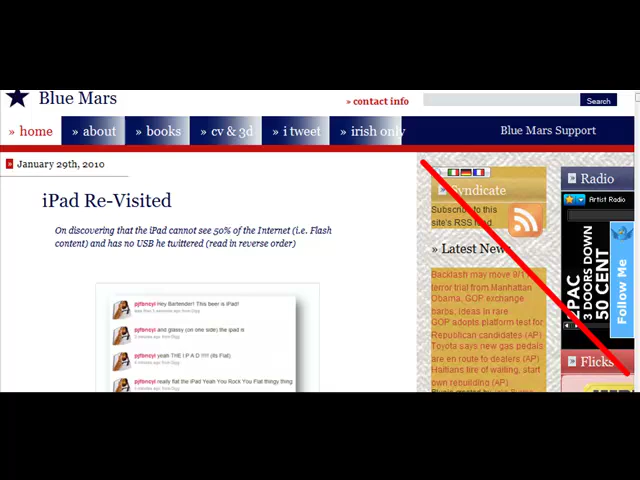 Blue Mars
» contact info
Search
» home
» about
» books
» cv & 3d
» i tweet
» irish only
Blue Mars Support
» January 29th, 2010
iPad Re-Visited
On discovering that the iPad cannot see 50% of the Internet (i.e. Flash
content) and has no USB he twittered (read in reverse order)
pjfency! Hey Bartender! This beer is iPad!
pjfency! and glassy (on one side) the ipad is
pjfency! yeah THE I P A D !!!!! (its Flat)
pjfency! really flat the iPad Yeah You Rock You Flat thingy thing
» Syndicate
Subscribe to this
site's RSS feed
» Latest News
Backlash may move 9/11
terror trial from Manhattan
Obama, GOP exchange
barbs, ideas in rare
GOP adopts platform test for
Republican candidates (AP)
Toyota says new gas pedals
are en route to dealers (AP)
Haitians tire of waiting, start
own rebuilding (AP)
» Radio
Artist Radio
2PAC
3 DOORS DOWN
50 CENT
Follow Me
» Flicks